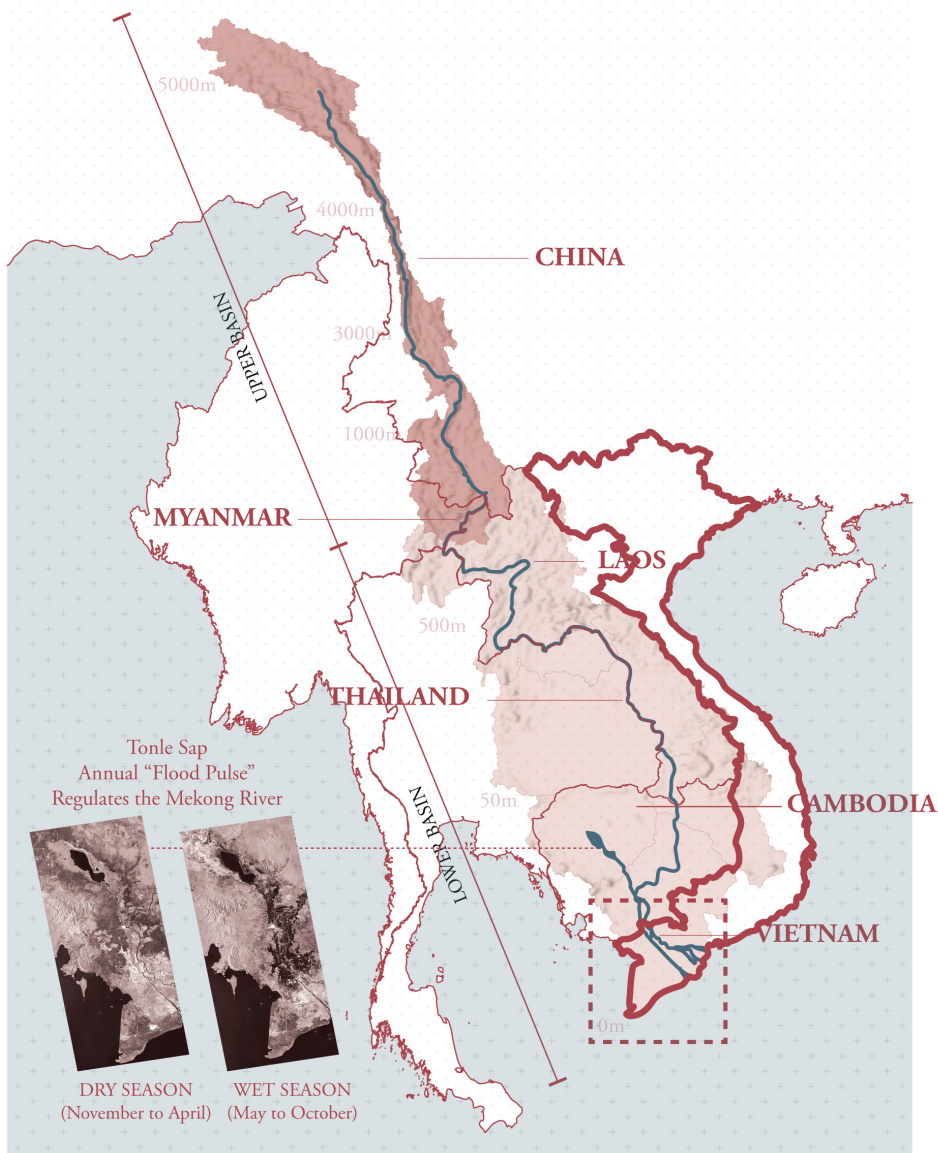 5000m
4000m
CHINA
UPPER BASIN
3000m
1000m
MYANMAR
LAOS
500m
THAILAND
Tonle Sap
Annual “Flood Pulse”
Regulates the Mekong River
50m
LOWER BASIN
CAMBODIA
VIETNAM
0m
DRY SEASON
(November to April)
WET SEASON
(May to October)